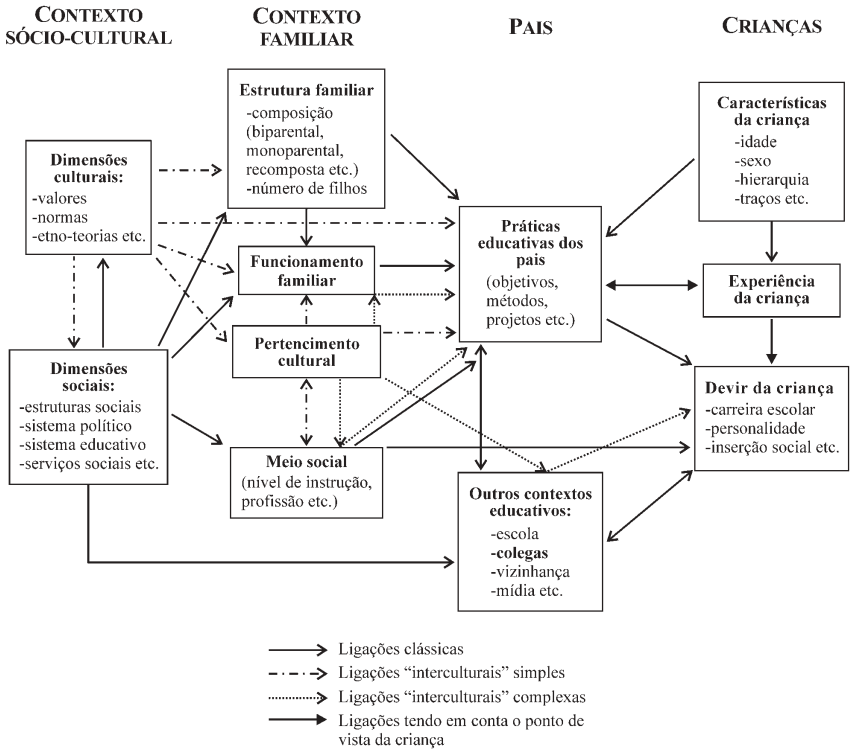 CONTEXTO
SÓCIO-CULTURAL
CONTEXTO
FAMILIAR
PAIS
CRIANÇAS
Dimensões
culturais:
-valores
-normas
-etno-teorias etc.
Dimensões
sociais:
-estruturas sociais
-sistema político
-sistema educativo
-serviços sociais etc.
Estrutura familiar
-composição
(biparental,
monoparental,
recomposta etc.)
-número de filhos
Funcionamento
familiar
Pertencimento
cultural
Meio social
(nível de instrução,
profissão etc.)
Práticas
educativas dos
pais
(objetivos,
métodos,
projetos etc.)
Outros contextos
educativos:
-escola
-colegas
-vizinhança
-mídia etc.
Características
da criança
-idade
-sexo
-hierarquia
-traços etc.
Experiência
da criança
Devir da criança
-carreira escolar
-personalidade
-inserção social etc.
Ligações clássicas
Ligações “interculturais” simples
Ligações “interculturais” complexas
Ligações tendo em conta o ponto de
vista da criança